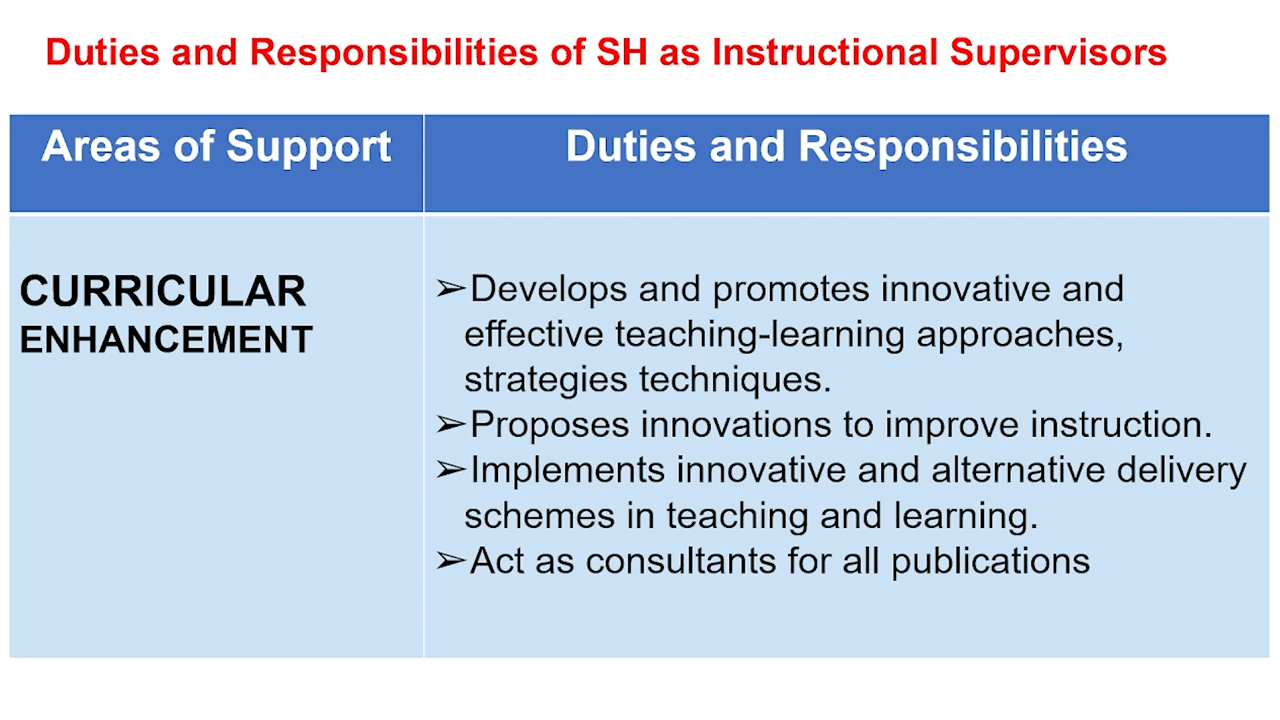 Duties and Responsibilities of SH as Instructional Supervisors
Areas of Support
Duties and Responsibilities
CURRICULAR
ENHANCEMENT
➢Develops and promotes innovative and
effective teaching-learning approaches,
strategies techniques.
➢Proposes innovations to improve instruction.
➢Implements innovative and alternative delivery
schemes in teaching and learning.
➢Act as consultants for all publications